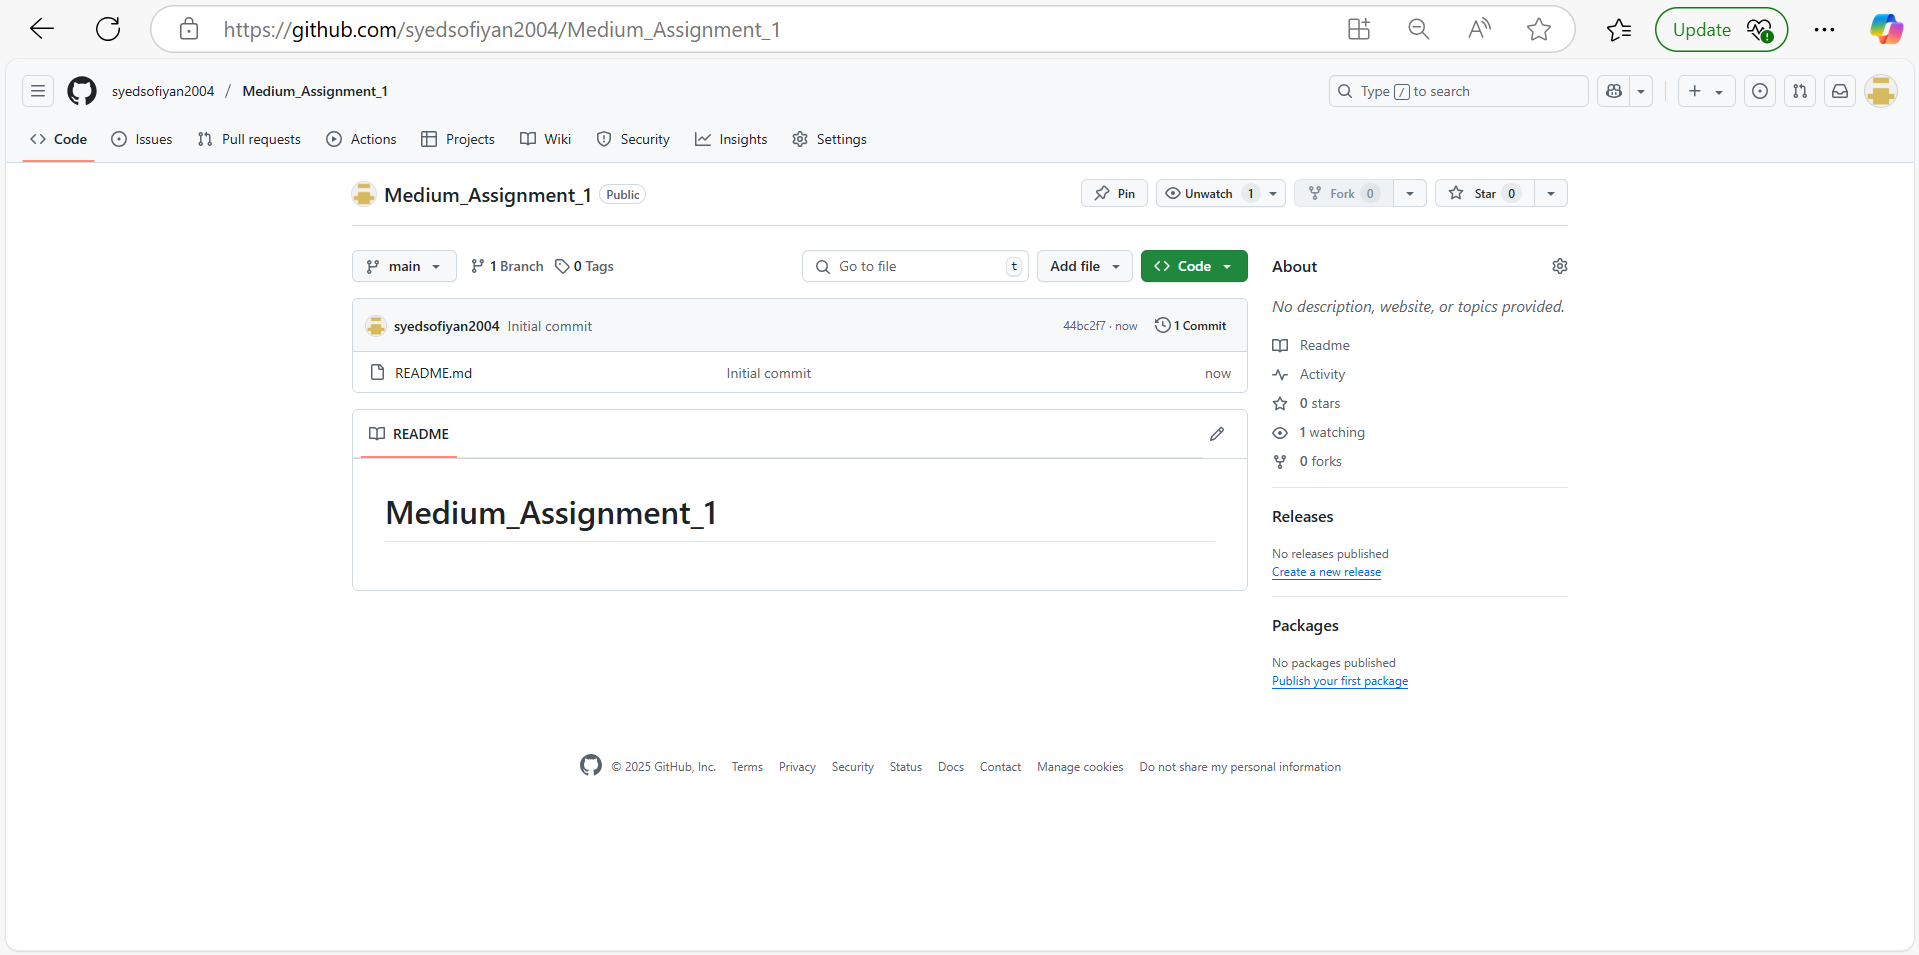 https://github.com/syedsofiyan2004/Medium_Assignment_1
Update
syedsofiyan2004 / Medium_Assignment_1
Type / to search
Code Issues Pull requests Actions Projects Wiki Security Insights Settings
Medium_Assignment_1 Public
Pin Unwatch 1 Fork 0 Star 0
main 1 Branch 0 Tags Go to file t Add file Code
syedsofiyan2004 Initial commit 44bc2f7 · now 1 Commit
README.md Initial commit now
README
Medium_Assignment_1
About
No description, website, or topics provided.
Readme
Activity
0 stars
1 watching
0 forks
Releases
No releases published
Create a new release
Packages
No packages published
Publish your first package
© 2025 GitHub, Inc. Terms Privacy Security Status Docs Contact Manage cookies Do not share my personal information